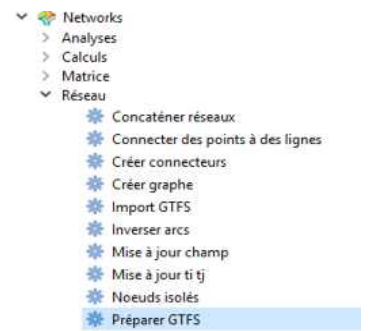 Networks
Analyses
Calculs
Matrice
Réseau
Concaténer réseaux
Connecter des points à des lignes
Créer connecteurs
Créer graphe
Import GTFS
Inverser arcs
Mise à jour champ
Mise à jour ti tj
Noeuds isolés
Préparer GTFS